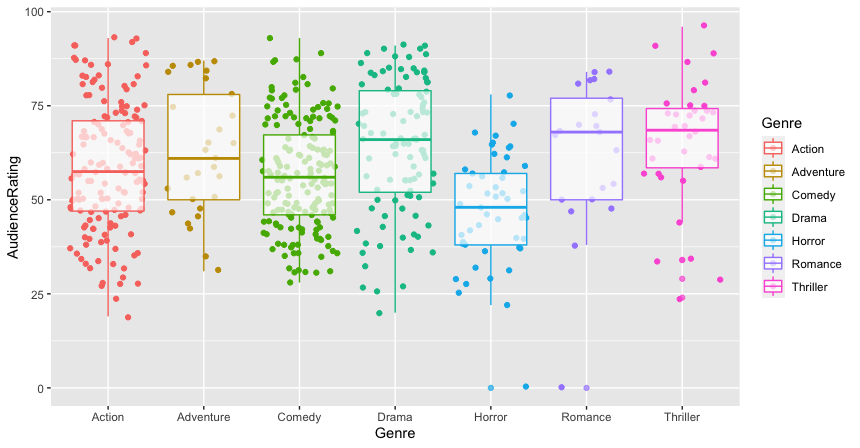 100
75
50
25
0
AudienceRating
Action
Adventure
Comedy
Drama
Horror
Romance
Thriller
Genre
Genre
Action
Adventure
Comedy
Drama
Horror
Romance
Thriller